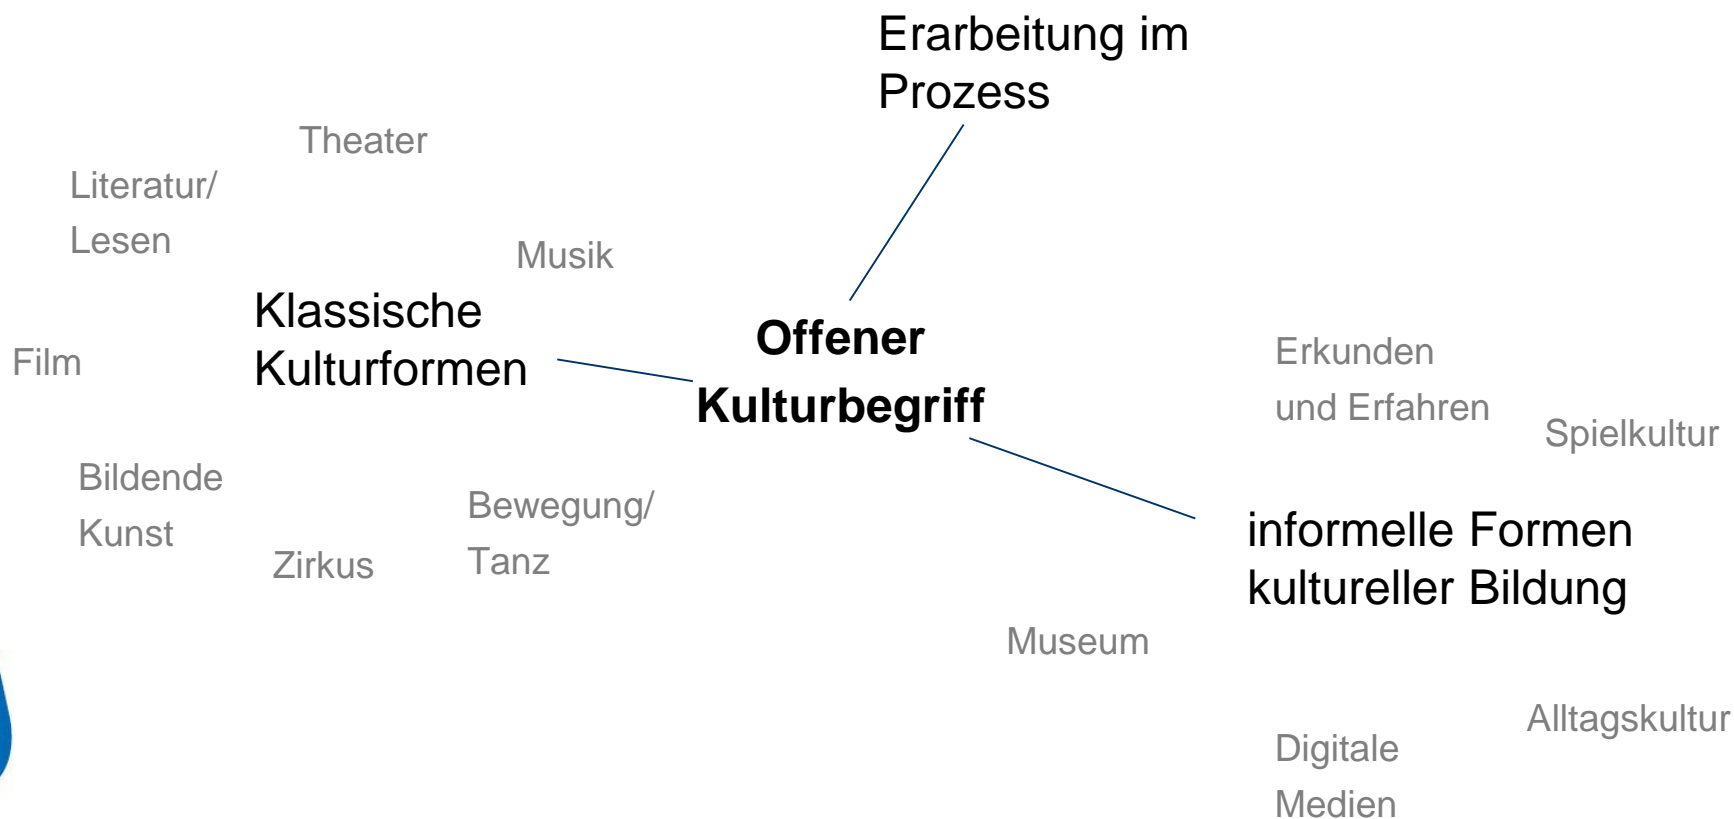 Erarbeitung im
Prozess
Theater
Literatur/
Lesen
Musik
Klassische
Kulturformen
Film
Offener
Kulturbegriff
Erkunden
und Erfahren
Spielkultur
Bildende
Kunst
Zirkus
Bewegung/
Tanz
informelle Formen
kultureller Bildung
Museum
Alltagskultur
Digitale
Medien